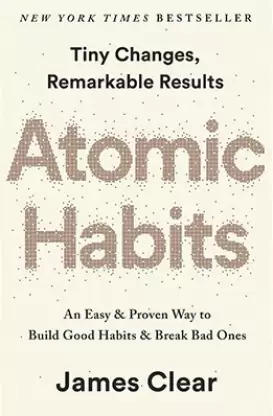 NEW YORK TIMES BESTSELLER
Tiny Changes,
Remarkable Results
Atomic
Habits
An Easy & Proven Way to
Build Good Habits & Break Bad Ones
James Clear